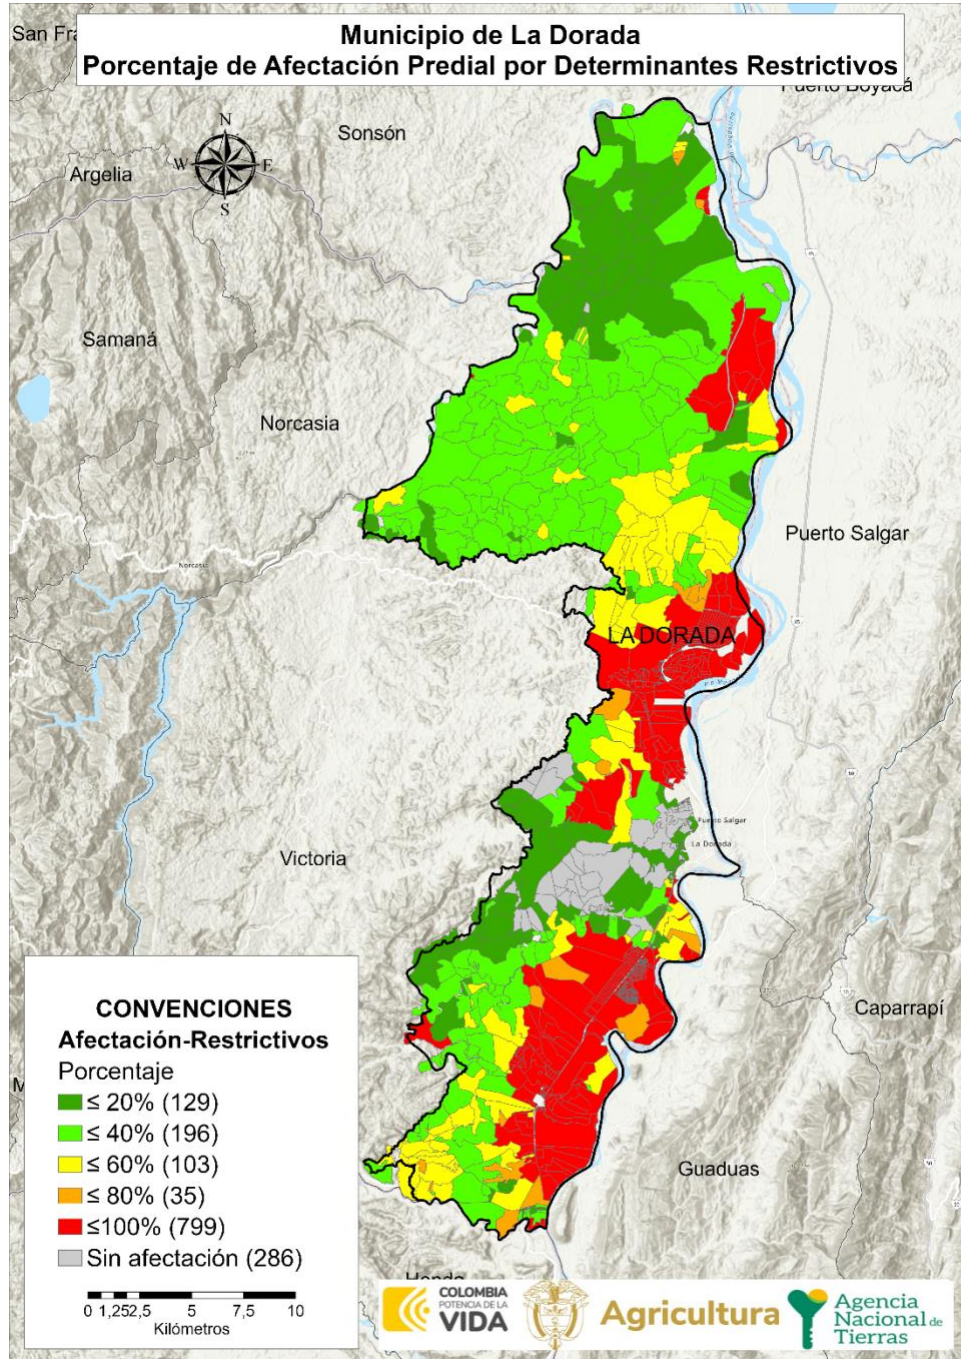 Municipio de La Dorada
Porcentaje de Afectación Predial por Determinantes Restrictivos
San Fra
Puerto Boyacá
Sonsón
N
W E
S
Argelia
Samaná
Norcasia
Puerto Salgar
Norcasia
LA DORADA
Puerto Salgar
La Dorada
Victoria
Caparrapí
Guaduas
Honda
M
CONVENCIONES
Afectación-Restrictivos
Porcentaje
≤ 20% (129)
≤ 40% (196)
≤ 60% (103)
≤ 80% (35)
≤100% (799)
Sin afectación (286)
0 1,252,5 5 7,5 10
Kilómetros
COLOMBIA
POTENCIA DE LA
VIDA
Agricultura
Agencia
Nacional de
Tierras